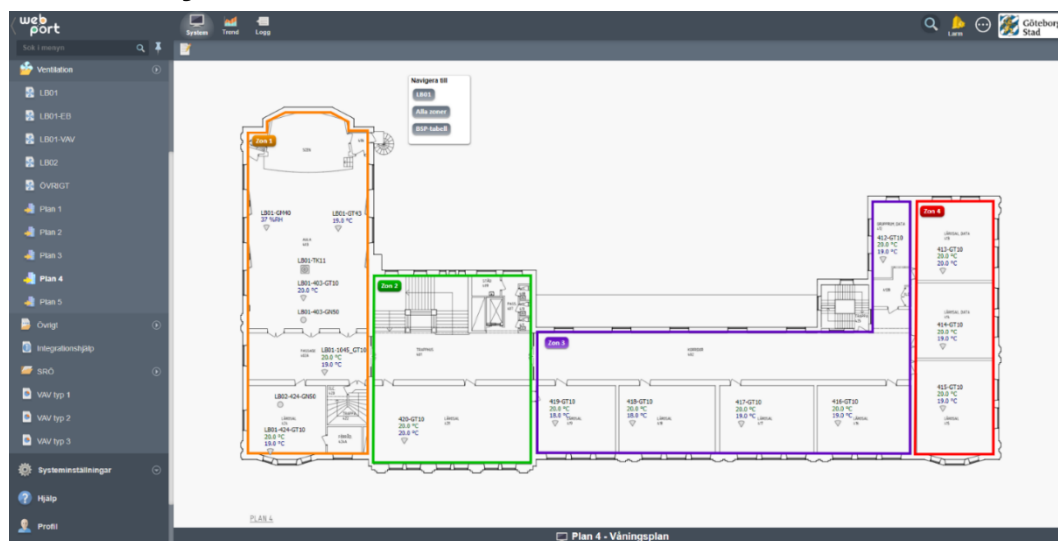 web
port
System
Trend
Logg
Larm
Göteborg
Stad
Sök i menyn
Ventilation
LB01
LB01-EB
LB01-VAV
LB02
ÖVRIGT
Plan 1
Plan 2
Plan 3
Plan 4
Plan 5
Övrigt
Integrationshjälp
SRÖ
VAV typ 1
VAV typ 2
VAV typ 3
Systeminställningar
Hjälp
Profil
Navigera till
LB01
Alla zoner
BSP-tabell
Zon 1
LB01-GM40
37 %RH
LB01-GT43
19.8 °C
LB01-TK11
LB01-403-GT10
20.0 °C
LB01-403-GN50
LB01-1645_GT10
20.0 °C
19.0 °C
LB02-424-GN50
LB01-424-GT10
20.0 °C
19.0 °C
Zon 2
420-GT10
20.0 °C
20.0 °C
Zon 3
419-GT10
20.0 °C
18.0 °C
418-GT10
20.0 °C
18.0 °C
417-GT10
20.0 °C
19.0 °C
416-GT10
20.0 °C
19.0 °C
412-GT10
20.0 °C
19.0 °C
Zon 4
413-GT10
20.0 °C
20.0 °C
414-GT10
20.0 °C
19.0 °C
415-GT10
20.0 °C
19.0 °C
PLAN 4
Plan 4 - Våningsplan